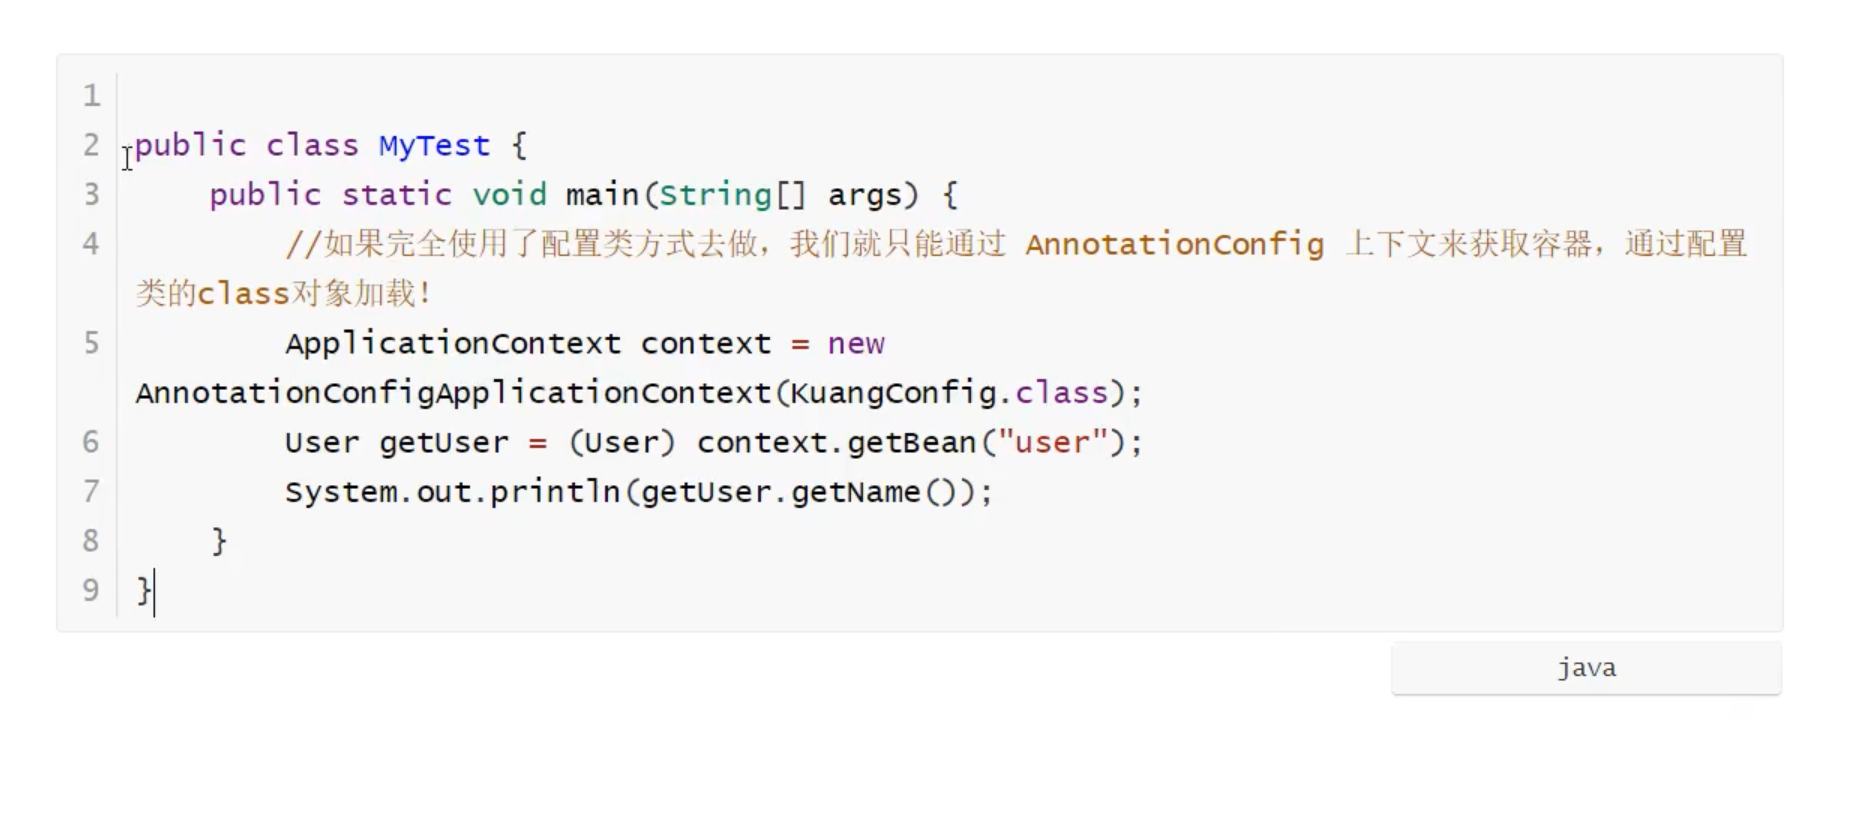 1
2 public class MyTest {
3     public static void main(String[] args) {
4         //如果完全使用了配置类方式去做，我们就只能通过 AnnotationConfig 上下文来获取容器，通过配置
类的class对象加载！
5         ApplicationContext context = new
AnnotationConfigApplicationContext(KuangConfig.class);
6         User getUser = (User) context.getBean("user");
7         System.out.println(getUser.getName());
8     }
9 }
java